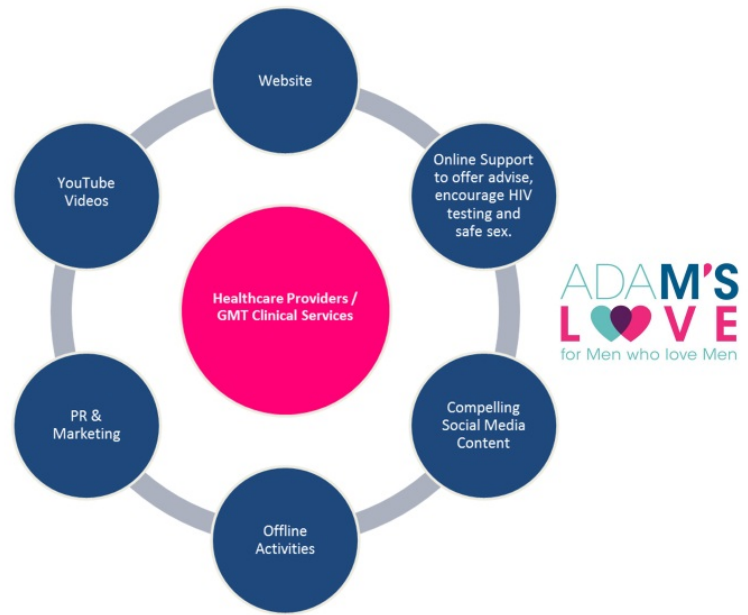 Website
Online Support
to offer advise,
encourage HIV
testing and
safe sex.
YouTube
Videos
Healthcare Providers /
GMT Clinical Services
ADAM'S
LOVE
for Men who love Men
PR &
Marketing
Compelling
Social Media
Content
Offline
Activities